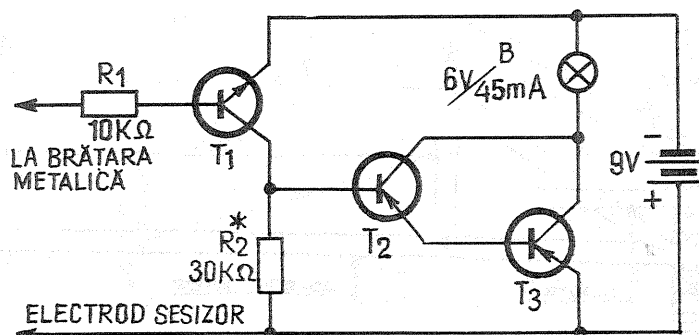 R1
10KΩ
LA BRĂTARA
METALICĂ
T1
R2*
30KΩ
ELECTROD SESIZOR
T2
T3
B
6V/45mA
9V
-
+